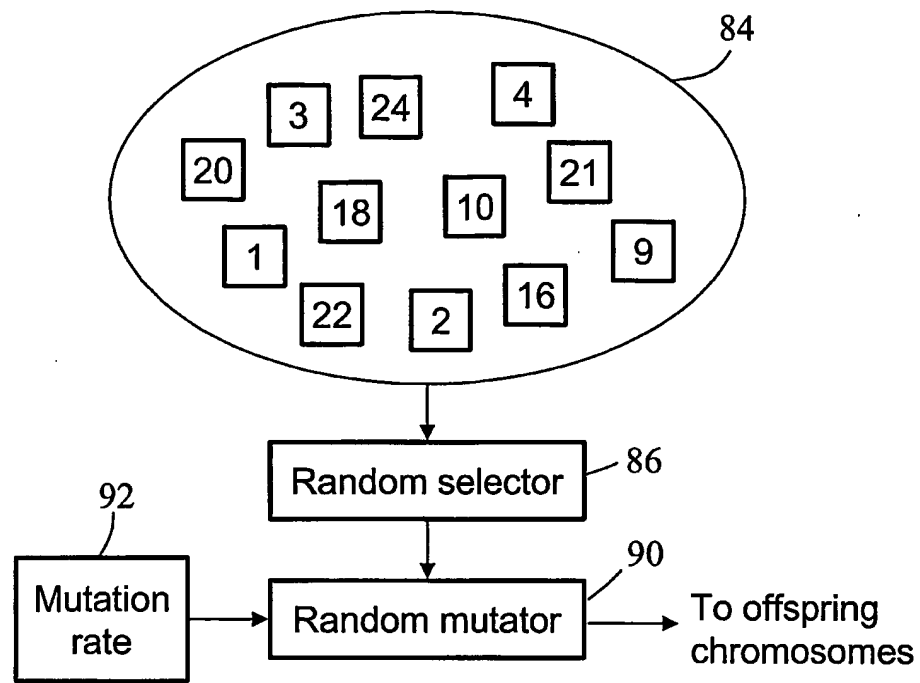 84
3
24
4
20
18
10
21
1
9
22
2
16
Random selector
86
92
Mutation
rate
Random mutator
90
To offspring
chromosomes